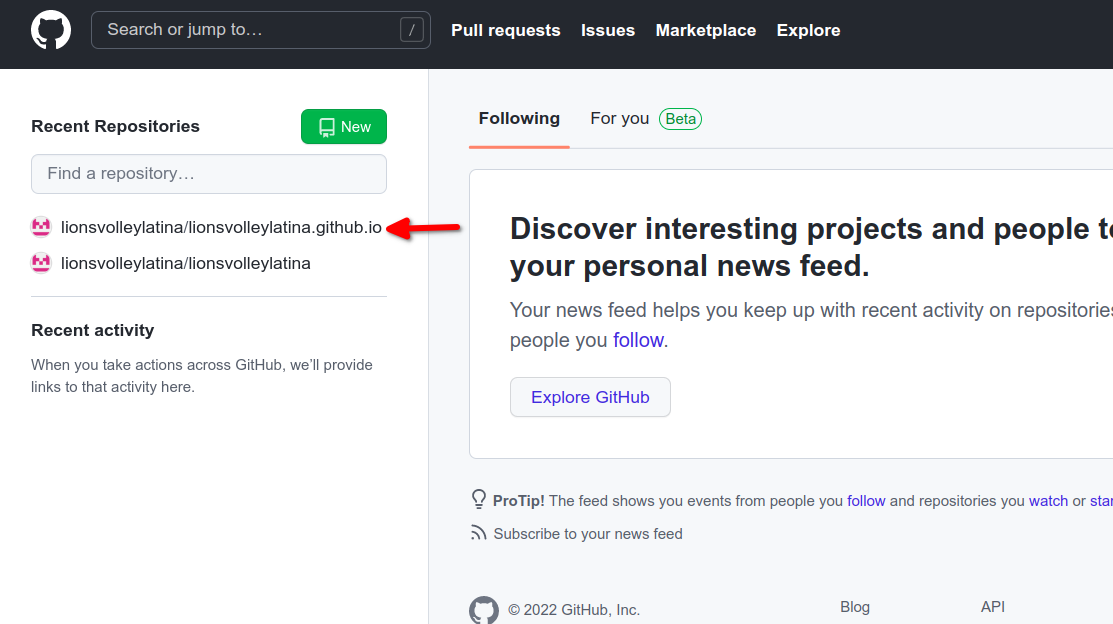 Search or jump to…
/
Pull requests
Issues
Marketplace
Explore
Recent Repositories
New
Find a repository…
lionsvolleylatina/lionsvolleylatina.github.io
lionsvolleylatina/lionsvolleylatina
Recent activity
When you take actions across GitHub, we’ll provide
links to that activity here.
Following
For you
Beta
Discover interesting projects and people to
your personal news feed.
Your news feed helps you keep up with recent activity on repositories
people you follow.
Explore GitHub
ProTip! The feed shows you events from people you follow and repositories you watch or star
Subscribe to your news feed
© 2022 GitHub, Inc.
Blog
API